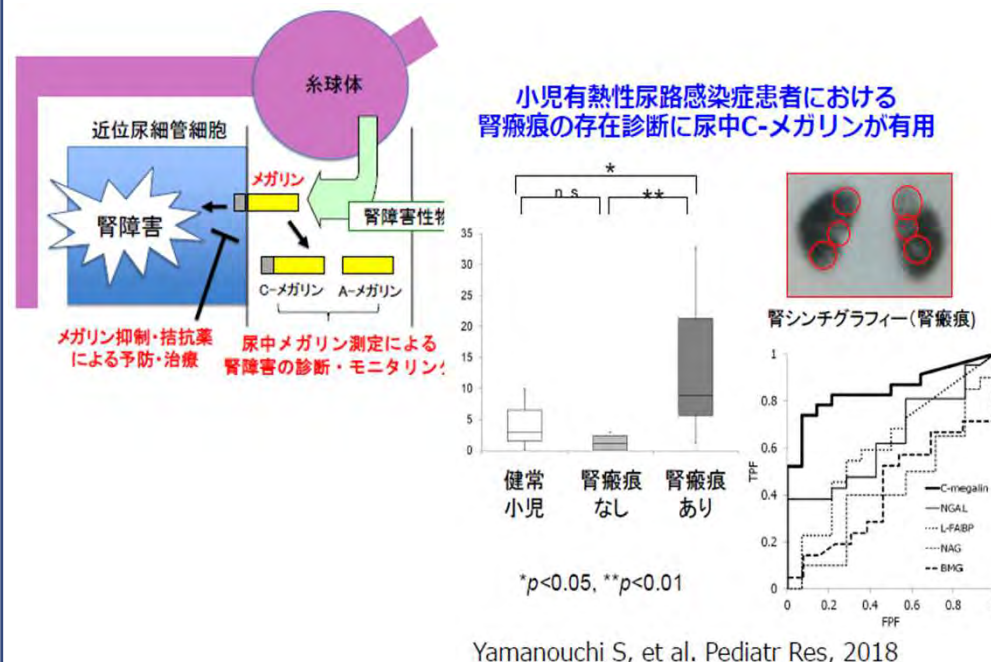 糸球体
近位尿細管細胞
メガリン
腎障害
腎障害性物
C-メガリン
A-メガリン
メガリン抑制・拮抗薬
による予防・治療
尿中メガリン測定による
腎障害の診断・モニタリング
小児有熱性尿路感染症患者における
腎瘢痕の存在診断に尿中C-メガリンが有用
*
n s
**
35
30
25
20
15
10
5
0
健常
小児
腎瘢痕
なし
腎瘢痕
あり
*p<0.05, **p<0.01
腎シンチグラフィー(腎瘢痕)
1
0.8
0.6
0.4
0.2
0
TPF
0 0.2 0.4 0.6 0.8
FPF
C-megalin
NGAL
L-FABP
NAG
BMG
Yamanouchi S, et al. Pediatr Res, 2018